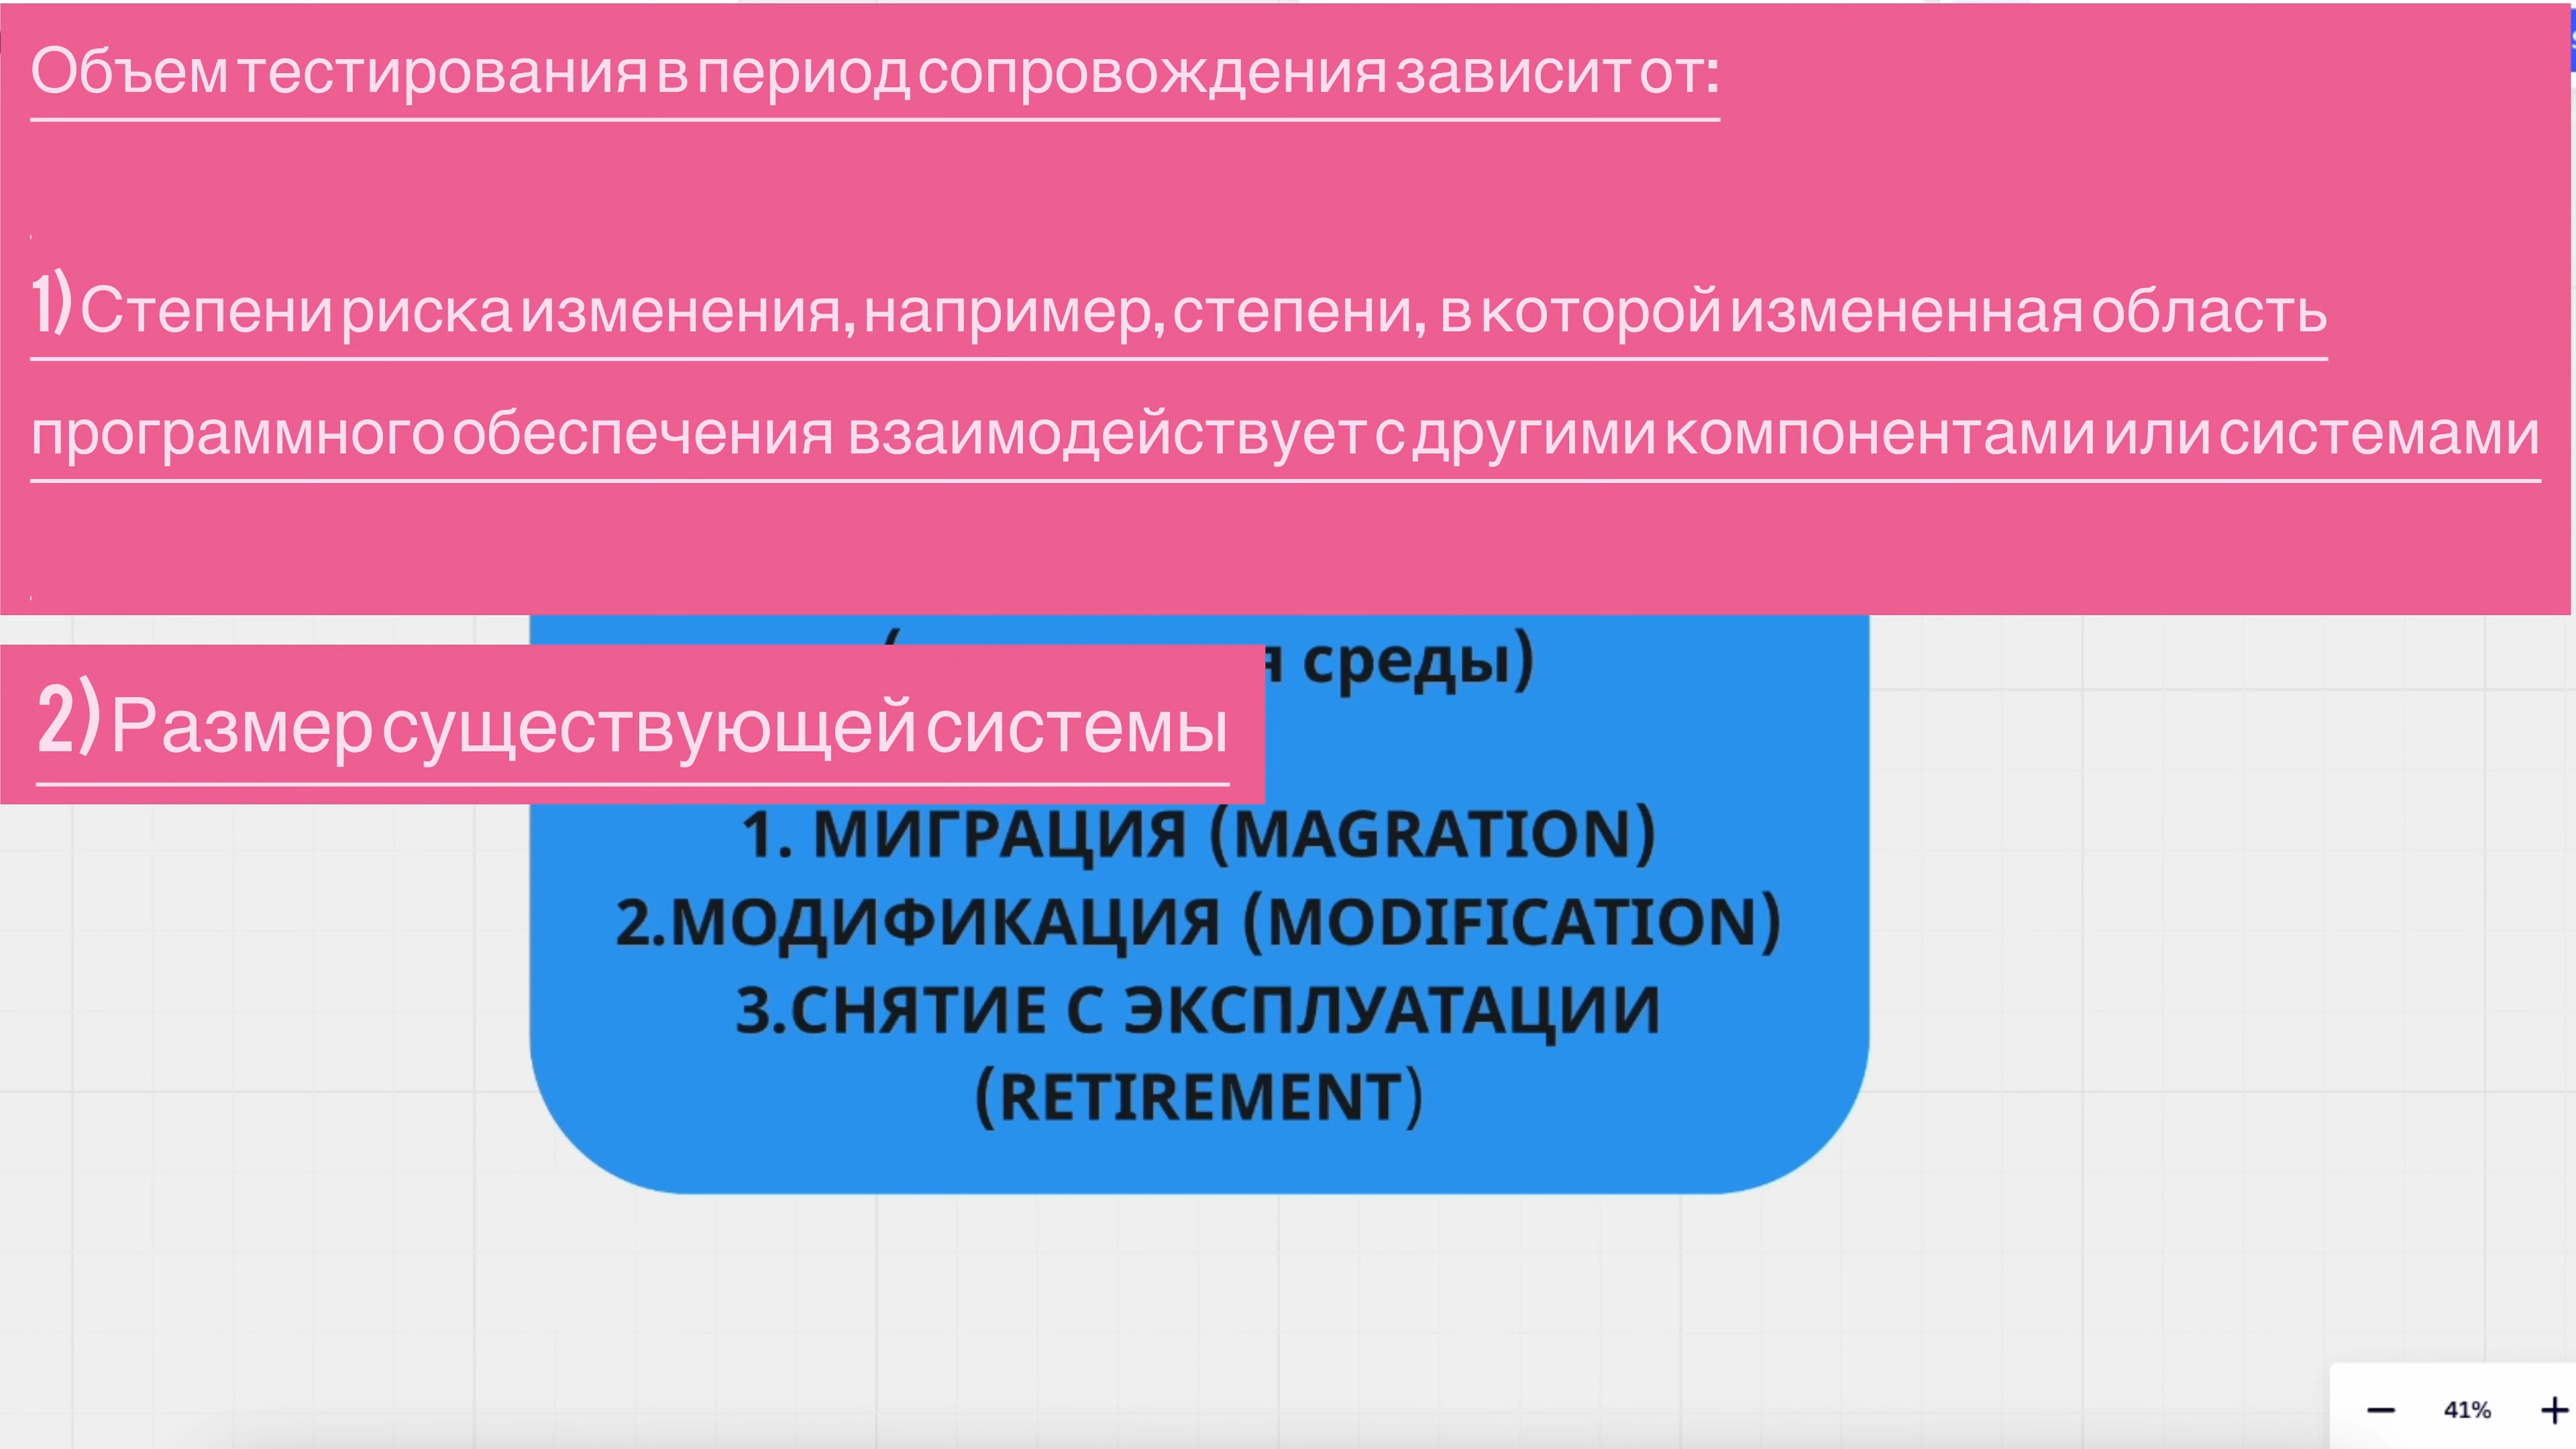 Объем тестирования в период сопровождения зависит от:
1) Степени риска изменения, например, степени, в которой измененная область
программного обеспечения взаимодействует с другими компонентами или системами
среды)
2) Размер существующей системы
1. МИГРАЦИЯ (MAGRATION)
2.МОДИФИКАЦИЯ (MODIFICATION)
3.СНЯТИЕ С ЭКСПЛУАТАЦИИ
(RETIREMENT)
41%